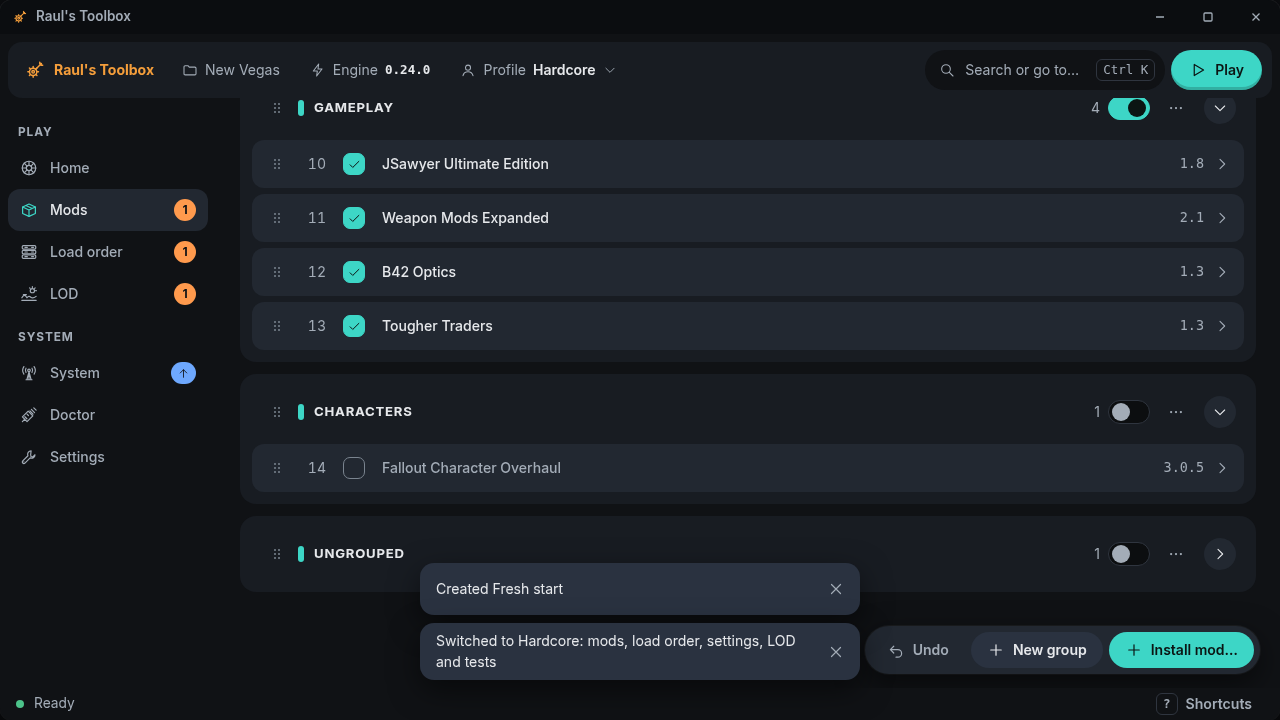 Raul's Toolbox
Raul's Toolbox
New Vegas
Engine 0.24.0
Profile Hardcore
Search or go to...
Ctrl K
Play
PLAY
Home
Mods 1
Load order 1
LOD 1
SYSTEM
System
Doctor
Settings
GAMEPLAY 4
10 JSawyer Ultimate Edition 1.8
11 Weapon Mods Expanded 2.1
12 B42 Optics 1.3
13 Tougher Traders 1.3
CHARACTERS 1
14 Fallout Character Overhaul 3.0.5
UNGROUPED 1
Created Fresh start
Switched to Hardcore: mods, load order, settings, LOD
and tests
Undo
New group
Install mod...
Ready
? Shortcuts